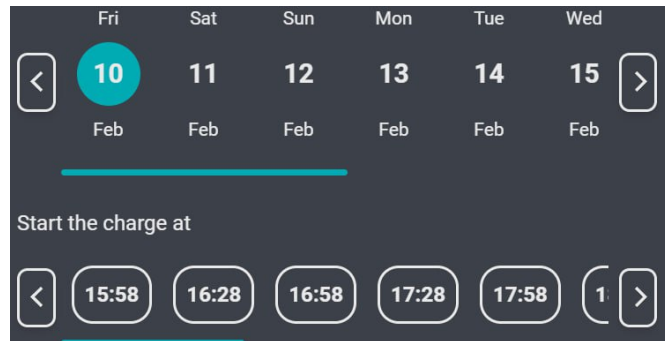 Fri Sat Sun Mon Tue Wed
10 11 12 13 14 15
Feb Feb Feb Feb Feb Feb
Start the charge at
15:58 16:28 16:58 17:28 17:58